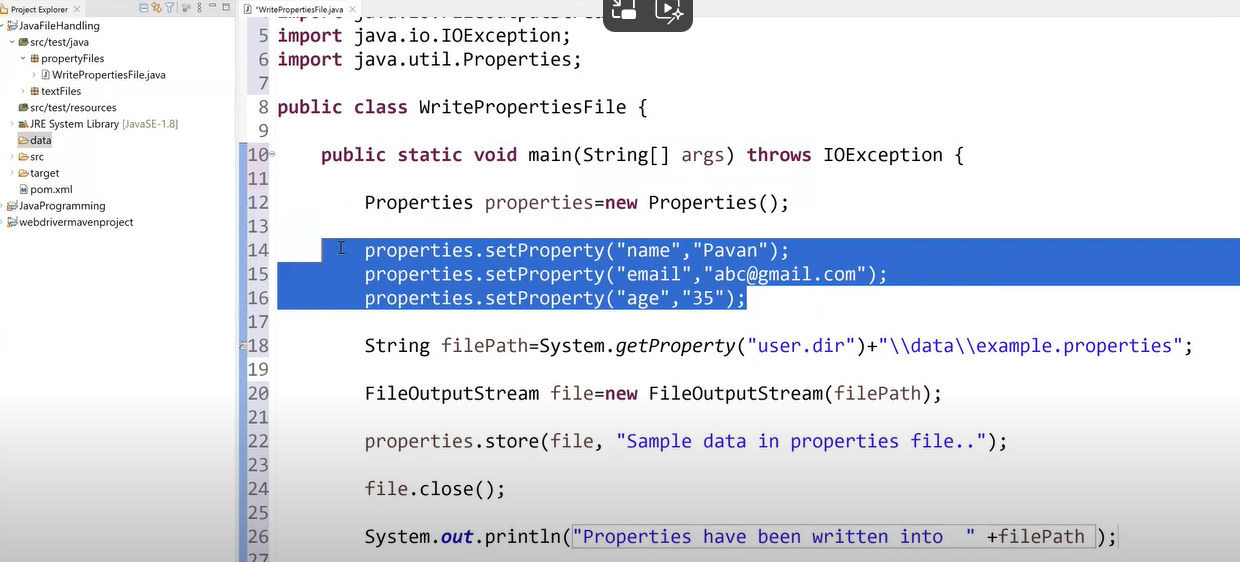 Project Explorer
JavaFileHandling
src/test/java
propertyFiles
WritePropertiesFile.java
textFiles
src/test/resources
JRE System Library [JavaSE-1.8]
data
src
target
pom.xml
JavaProgramming
webdrivermavenproject
*WritePropertiesFile.java
5 import java.io.IOException;
6 import java.util.Properties;
7
8 public class WritePropertiesFile {
9
10 public static void main(String[] args) throws IOException {
11
12 Properties properties=new Properties();
13
14 properties.setProperty("name","Pavan");
15 properties.setProperty("email","abc@gmail.com");
16 properties.setProperty("age","35");
17
18 String filePath=System.getProperty("user.dir")+"\\data\\example.properties";
19
20 FileOutputStream file=new FileOutputStream(filePath);
21
22 properties.store(file, "Sample data in properties file..");
23
24 file.close();
25
26 System.out.println("Properties have been written into  " +filePath );
27